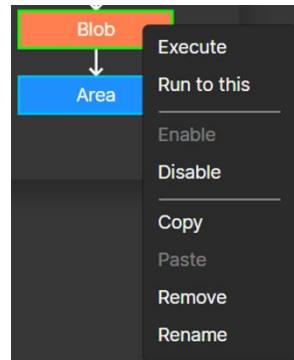 Blob
Area
Execute
Run to this
Enable
Disable
Copy
Paste
Remove
Rename